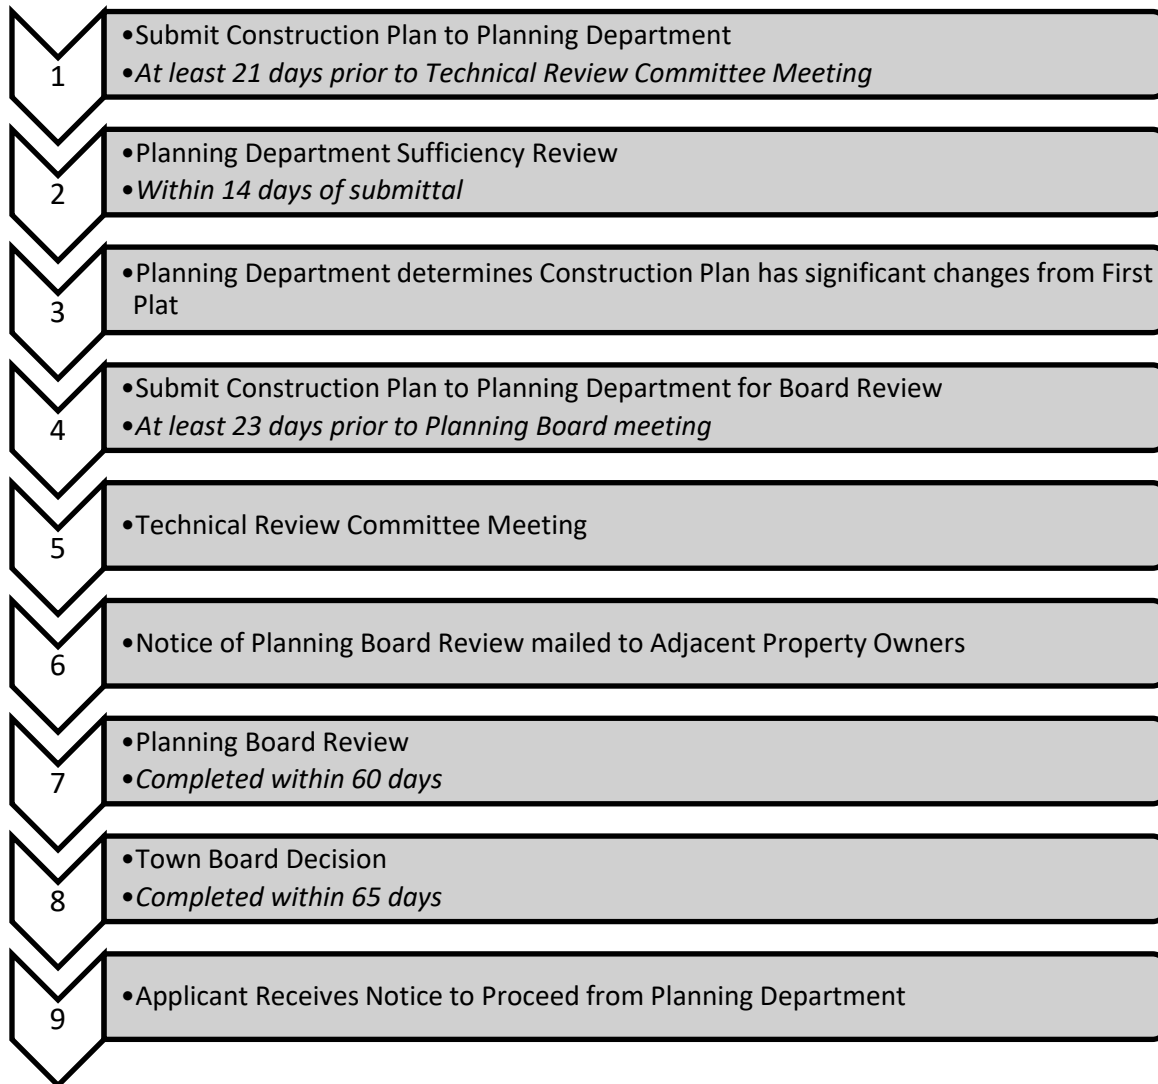 1
•Submit Construction Plan to Planning Department
•At least 21 days prior to Technical Review Committee Meeting
2
•Planning Department Sufficiency Review
•Within 14 days of submittal
3
•Planning Department determines Construction Plan has significant changes from First
Plat
4
•Submit Construction Plan to Planning Department for Board Review
•At least 23 days prior to Planning Board meeting
5
•Technical Review Committee Meeting
6
•Notice of Planning Board Review mailed to Adjacent Property Owners
7
•Planning Board Review
•Completed within 60 days
8
•Town Board Decision
•Completed within 65 days
9
•Applicant Receives Notice to Proceed from Planning Department